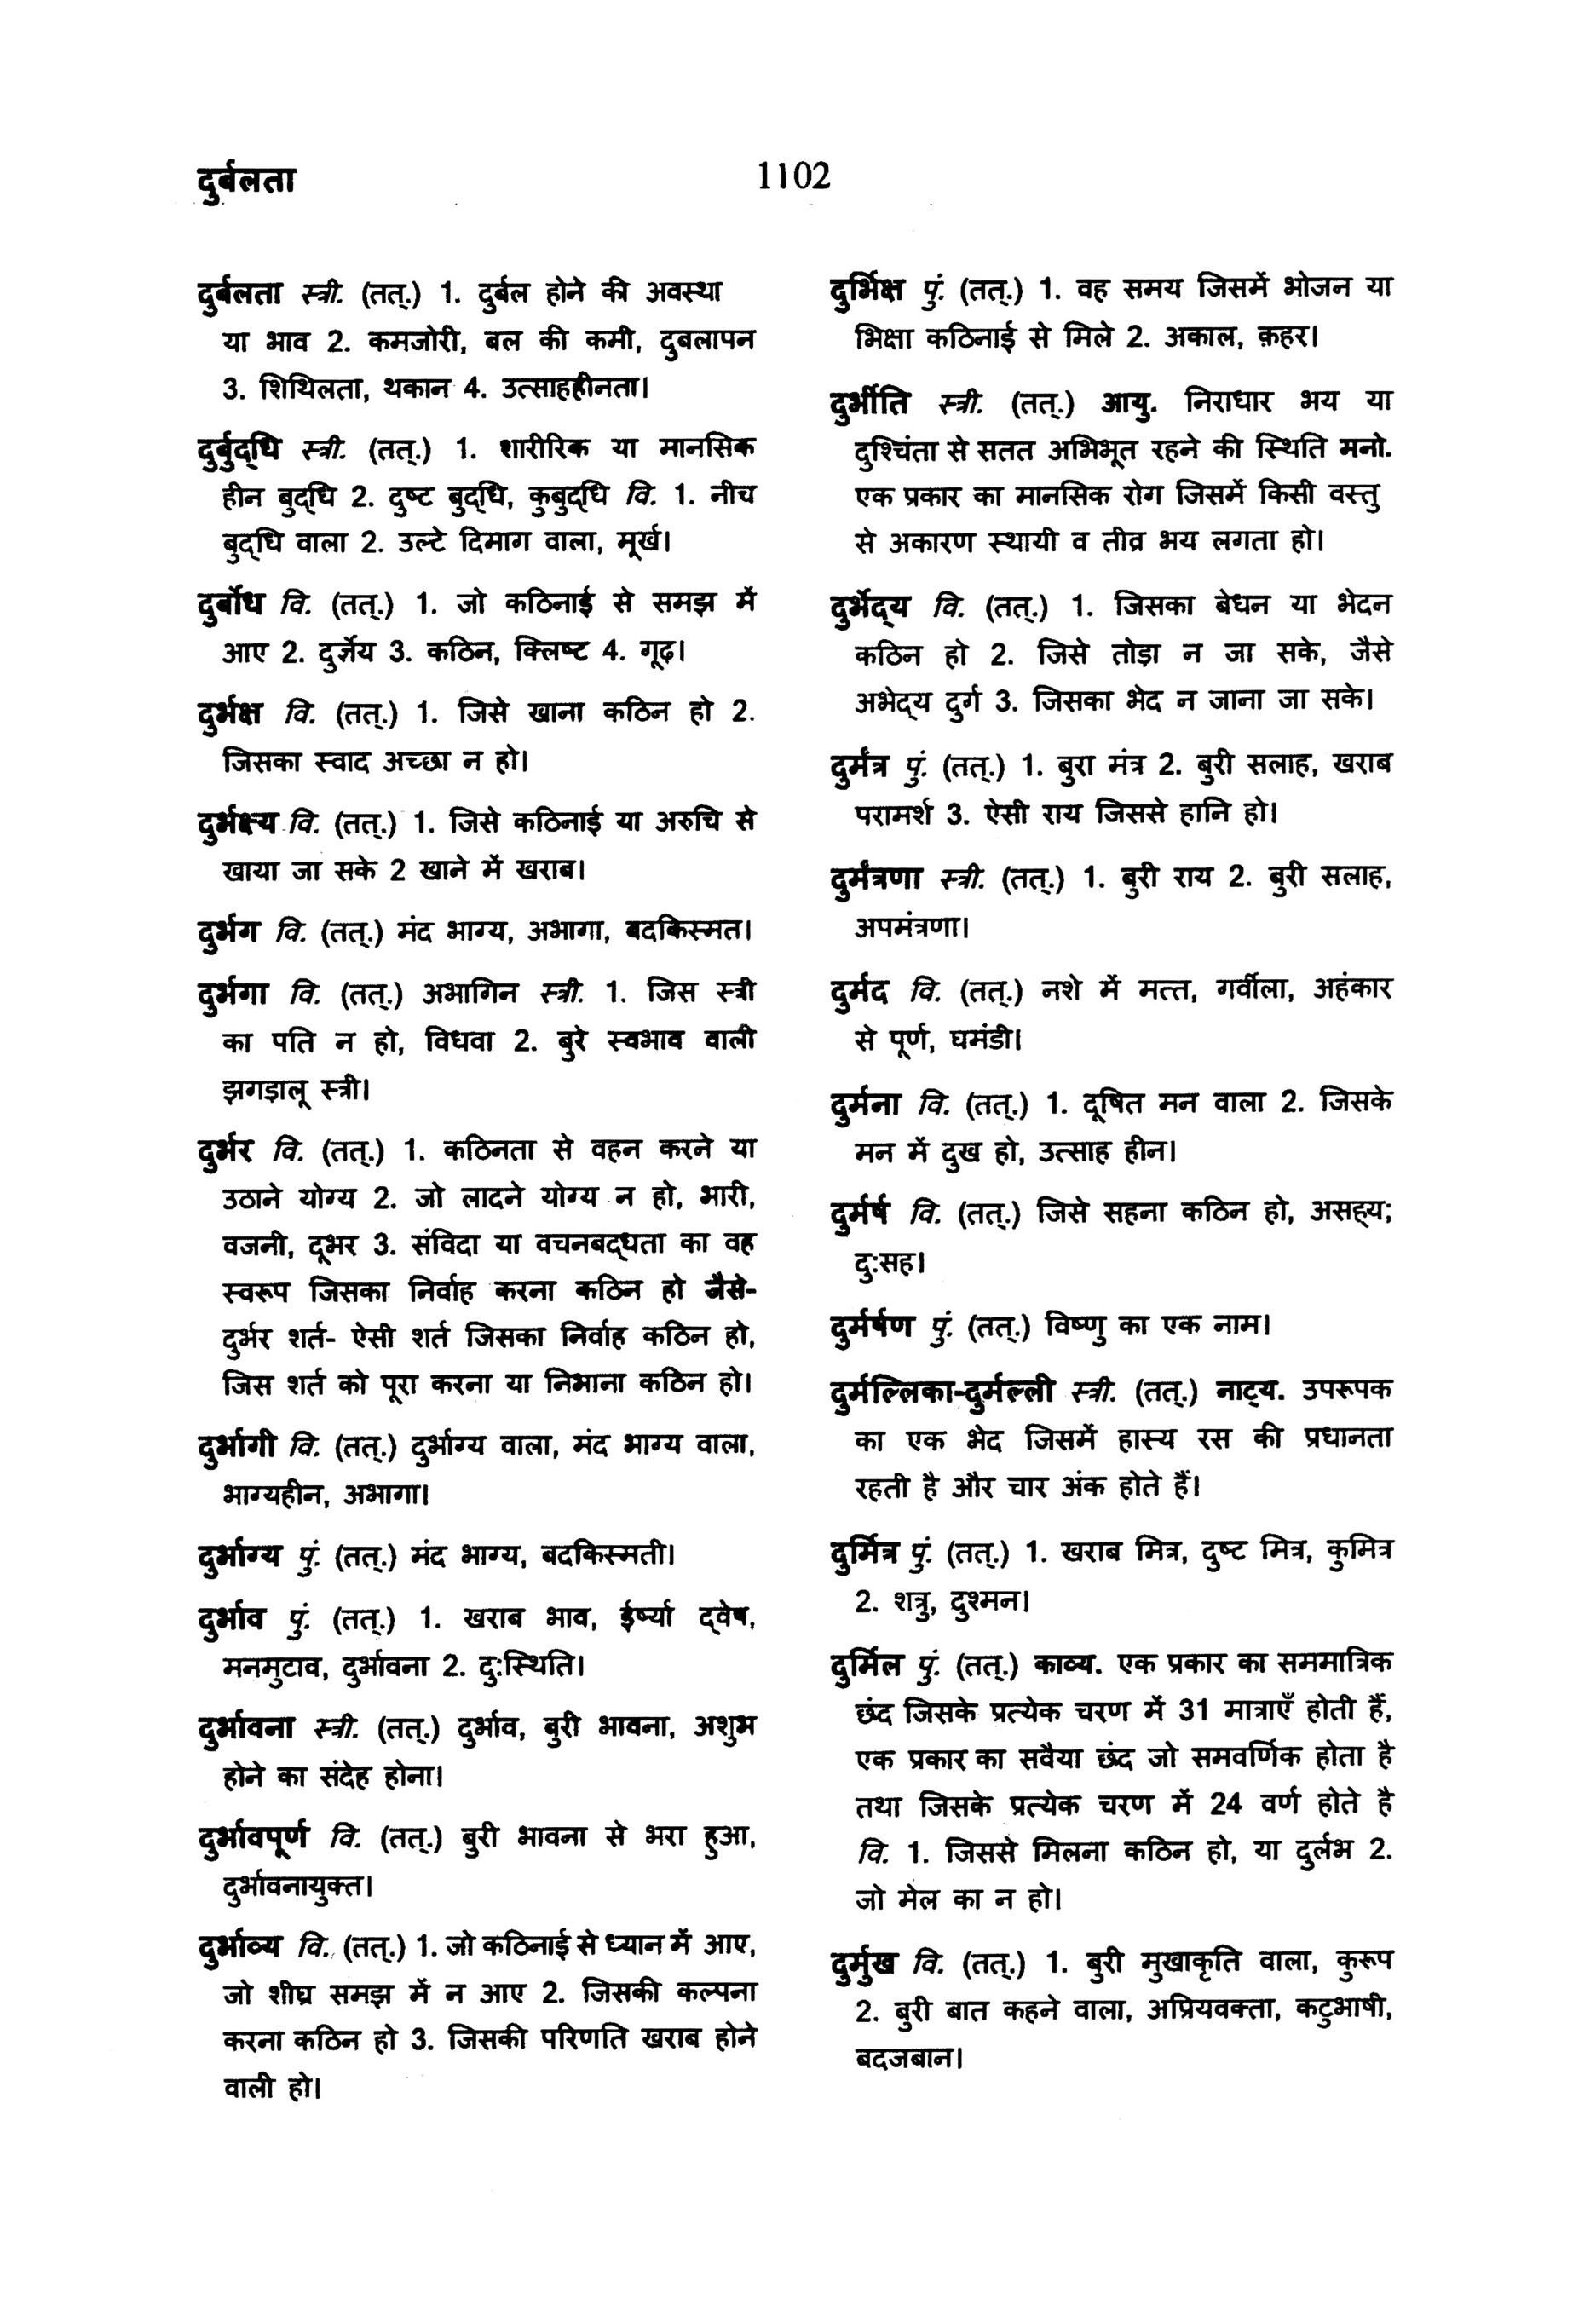 दुर्बलता
1102
दुर्बलता स्त्री. (तत्.) 1. दुर्बल होने की अवस्था
या भाव 2. कमजोरी, बल की कमी, दुबलापन
3. शिथिलता, थकान 4. उत्साहहीनता।
दुर्बुद्धि स्त्री. (तत्.) 1. शारीरिक या मानसिक
हीन बुद्धि 2. दुष्ट बुद्धि, कुबुद्धि वि. 1. नीच
बुद्धि वाला 2. उल्टे दिमाग वाला, मूर्ख।
दुर्बोध वि. (तत्.) 1. जो कठिनाई से समझ में
आए 2. दुर्ज्ञेय 3. कठिन, क्लिष्ट 4. गूढ़।
दुर्भक्ष वि. (तत्.) 1. जिसे खाना कठिन हो 2.
जिसका स्वाद अच्छा न हो।
दुर्भक्ष्य वि. (तत्.) 1. जिसे कठिनाई या अरुचि से
खाया जा सके 2 खाने में खराब।
दुर्भग वि. (तत्.) मंद भाग्य, अभागा, बदकिस्मत।
दुर्भगा वि. (तत्.) अभागिन स्त्री. 1. जिस स्त्री
का पति न हो, विधवा 2. बुरे स्वभाव वाली
झगड़ालू स्त्री।
दुर्भर वि. (तत्.) 1. कठिनता से वहन करने या
उठाने योग्य 2. जो लादने योग्य न हो, भारी,
वजनी, दूभर 3. संविदा या वचनबद्धता का वह
स्वरूप जिसका निर्वाह करना कठिन हो जैसे-
दुर्भर शर्त- ऐसी शर्त जिसका निर्वाह कठिन हो,
जिस शर्त को पूरा करना या निभाना कठिन हो।
दुर्भागी वि. (तत्.) दुर्भाग्य वाला, मंद भाग्य वाला,
भाग्यहीन, अभागा।
दुर्भाग्य पुं. (तत्.) मंद भाग्य, बदकिस्मती।
दुर्भाव पुं. (तत्.) 1. खराब भाव, ईर्ष्या द्वेष,
मनमुटाव, दुर्भावना 2. दु:स्थिति।
दुर्भावना स्त्री. (तत्.) दुर्भाव, बुरी भावना, अशुभ
होने का संदेह होना।
दुर्भावपूर्ण वि. (तत्.) बुरी भावना से भरा हुआ,
दुर्भावनायुक्त।
दुर्भाव्य वि. (तत्.) 1. जो कठिनाई से ध्यान में आए,
जो शीघ्र समझ में न आए 2. जिसकी कल्पना
करना कठिन हो 3. जिसकी परिणति खराब होने
वाली हो।
दुर्भिक्ष पुं. (तत्.) 1. वह समय जिसमें भोजन या
भिक्षा कठिनाई से मिले 2. अकाल, क़हर।
दुर्भीति स्त्री. (तत्.) आयु. निराधार भय या
दुश्चिंता से सतत अभिभूत रहने की स्थिति मनो.
एक प्रकार का मानसिक रोग जिसमें किसी वस्तु
से अकारण स्थायी व तीव्र भय लगता हो।
दुर्भेद्य वि. (तत्.) 1. जिसका बेधन या भेदन
कठिन हो 2. जिसे तोड़ा न जा सके, जैसे
अभेद्य दुर्ग 3. जिसका भेद न जाना जा सके।
दुर्मंत्र पुं. (तत्.) 1. बुरा मंत्र 2. बुरी सलाह, खराब
परामर्श 3. ऐसी राय जिससे हानि हो।
दुर्मंत्रणा स्त्री. (तत्.) 1. बुरी राय 2. बुरी सलाह,
अपमंत्रणा।
दुर्मद वि. (तत्.) नशे में मत्त, गर्वीला, अहंकार
से पूर्ण, घमंडी।
दुर्मना वि. (तत्.) 1. दूषित मन वाला 2. जिसके
मन में दुख हो, उत्साह हीन।
दुर्मर्ष वि. (तत्.) जिसे सहना कठिन हो, असह्य;
दु:सह।
दुर्मर्षण पुं. (तत्.) विष्णु का एक नाम।
दुर्मल्लिका-दुर्मल्ली स्त्री. (तत्.) नाट्य. उपरूपक
का एक भेद जिसमें हास्य रस की प्रधानता
रहती है और चार अंक होते हैं।
दुर्मित्र पुं. (तत्.) 1. खराब मित्र, दुष्ट मित्र, कुमित्र
2. शत्रु, दुश्मन।
दुर्मिल पुं. (तत्.) काव्य. एक प्रकार का सममात्रिक
छंद जिसके प्रत्येक चरण में 31 मात्राएँ होती हैं,
एक प्रकार का सवैया छंद जो समवर्णिक होता है
तथा जिसके प्रत्येक चरण में 24 वर्ण होते है
वि. 1. जिससे मिलना कठिन हो, या दुर्लभ 2.
जो मेल का न हो।
दुर्मुख वि. (तत्.) 1. बुरी मुखाकृति वाला, कुरूप
2. बुरी बात कहने वाला, अप्रियवक्ता, कटुभाषी,
बदजबान।